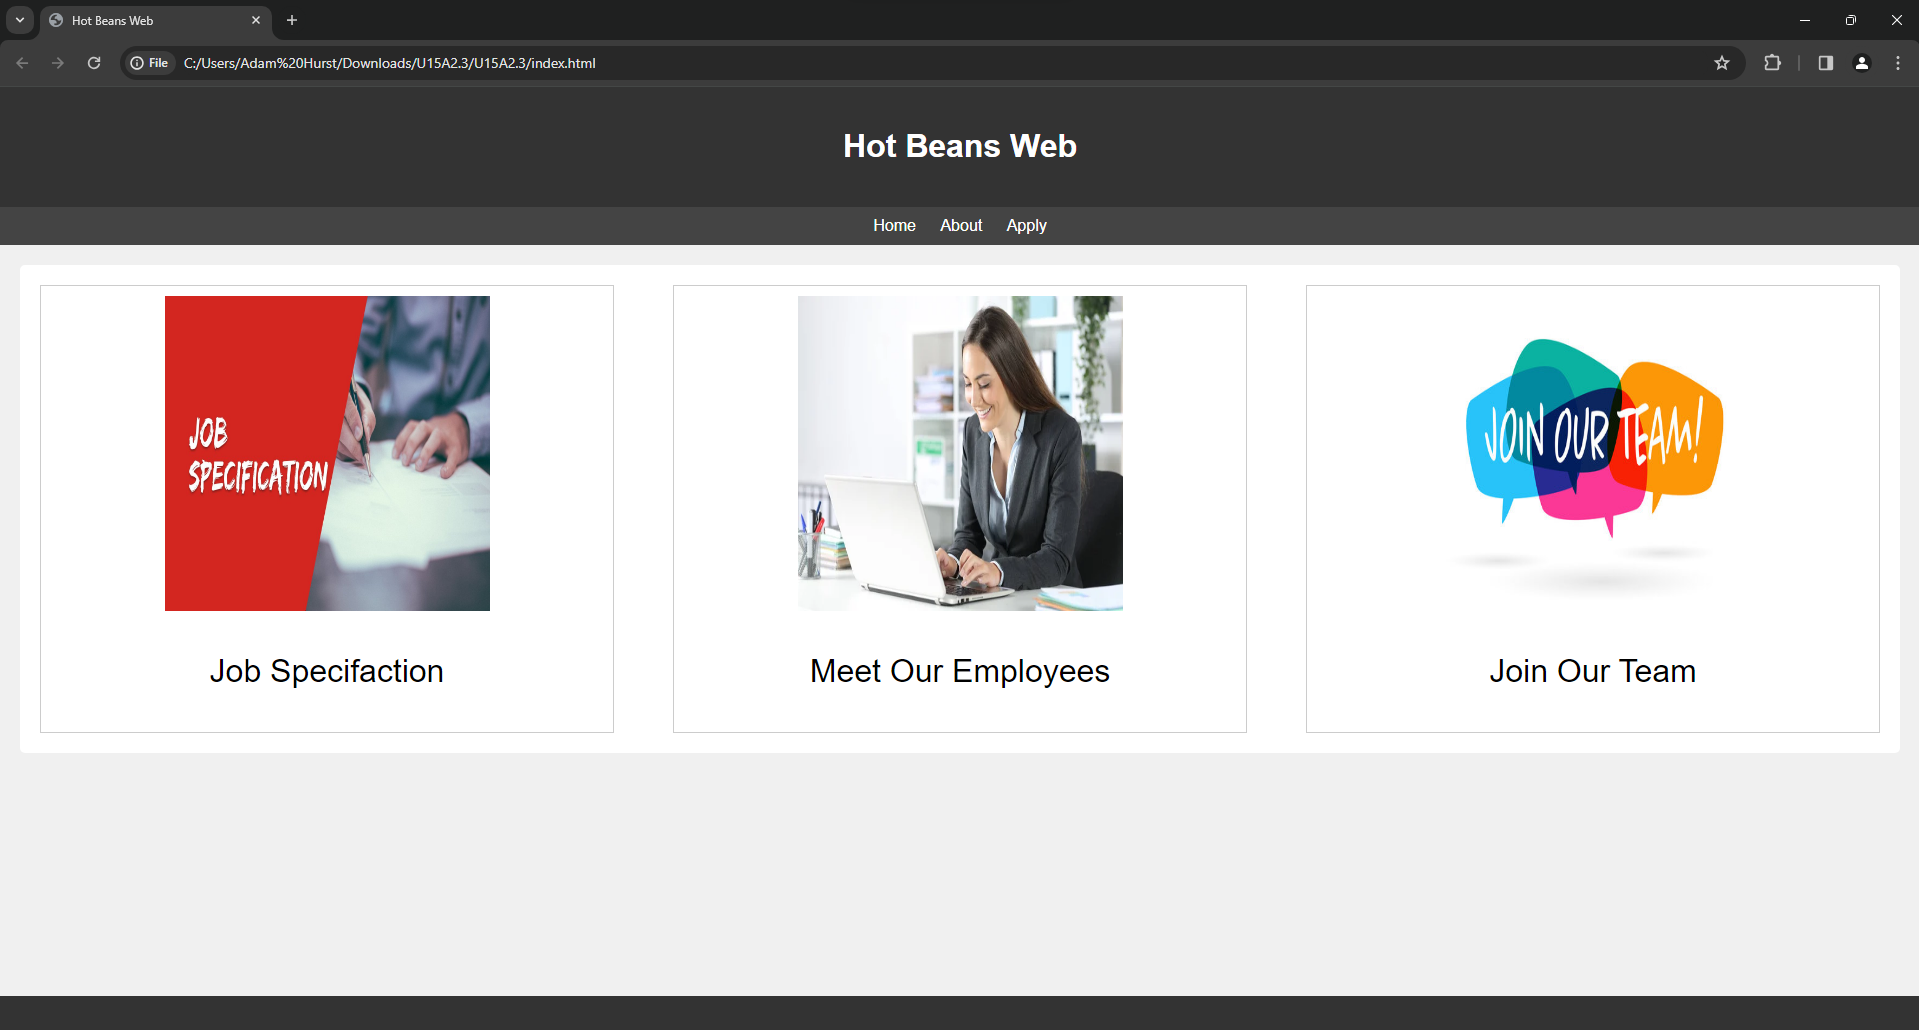 Hot Beans Web
File C:/Users/Adam%20Hurst/Downloads/U15A2.3/U15A2.3/index.html
Hot Beans Web
Home About Apply
JOB
SPECIFICATION
JOIN OUR TEAM!
Job Specifaction
Meet Our Employees
Join Our Team